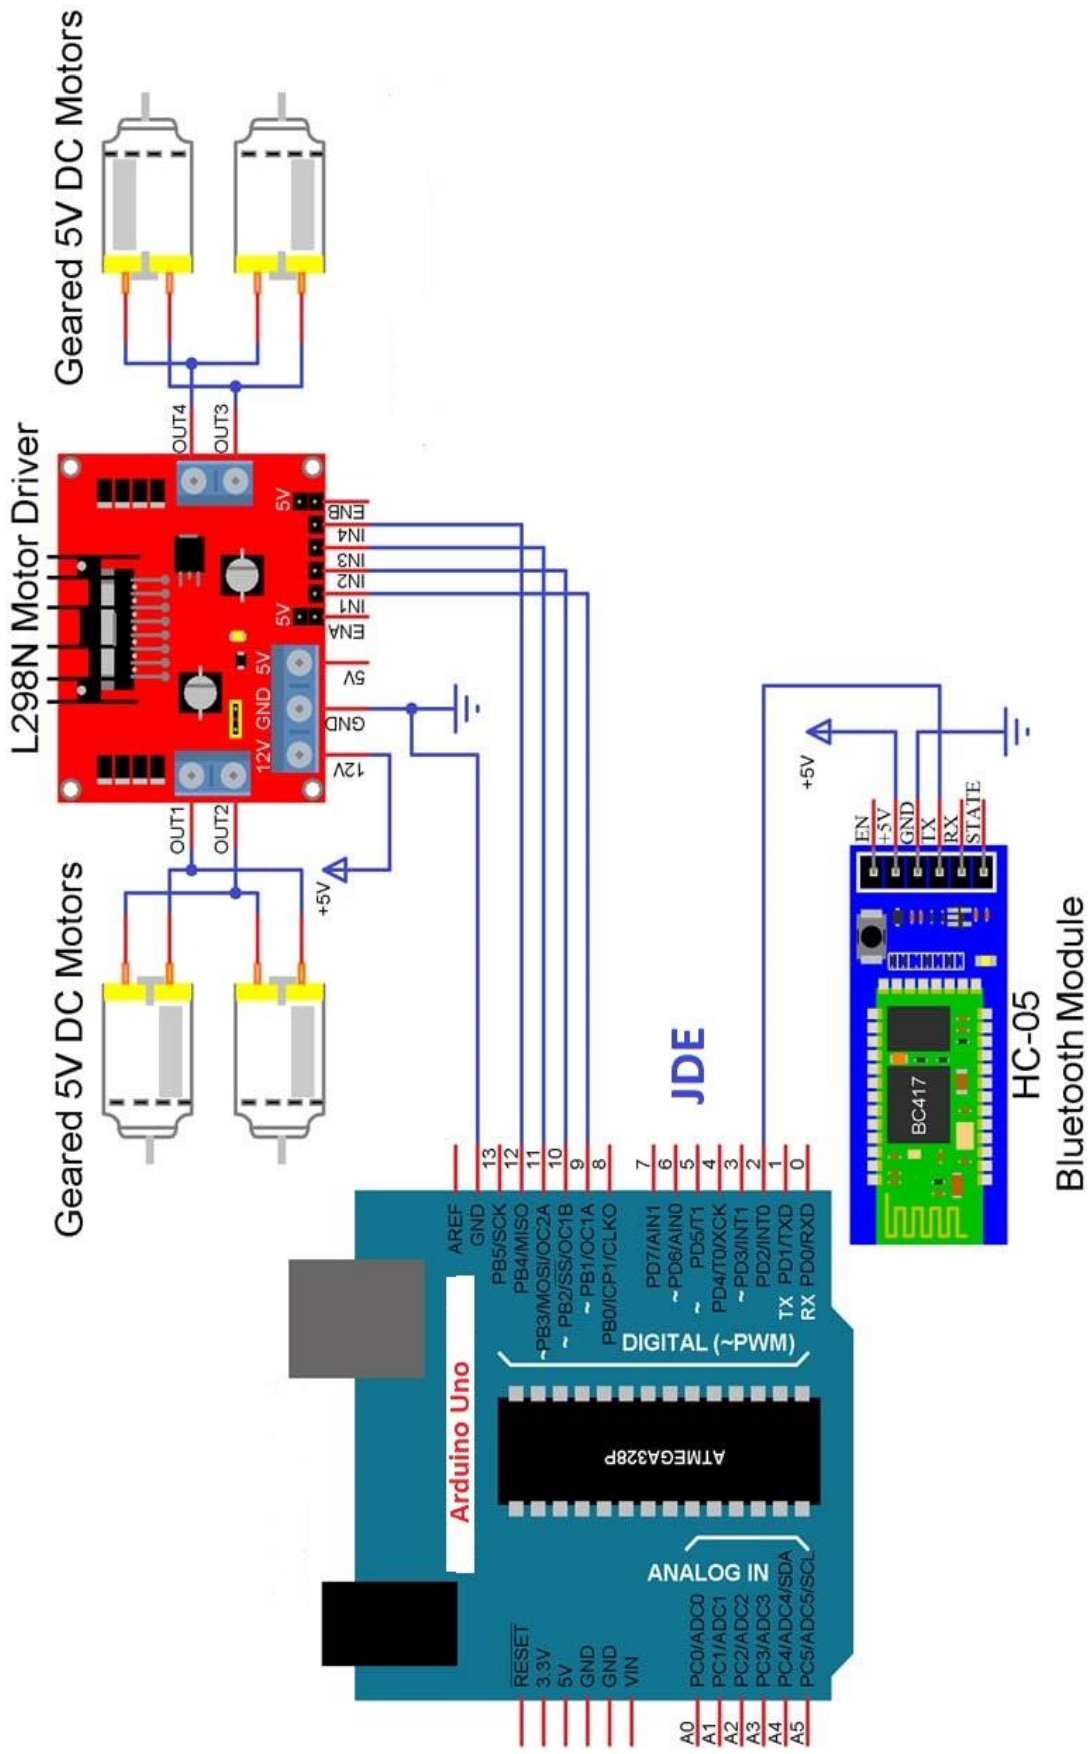 Geared 5V DC Motors
L298N Motor Driver
Geared 5V DC Motors
OUT1
OUT2
OUT4
OUT3
12V GND 5V
5V
5V
12V
GND
5V
ENA
IN1
IN2
IN3
IN4
ENB
+5V
Arduino Uno
AREF
GND
PB5/SCK 13
PB4/MISO 12
~ PB3/MOSI/OC2A 11
~ PB2/SS/OC1B 10
~ PB1/OC1A 9
PB0/ICP1/CLKO 8
PD7/AIN1 7
~ PD6/AIN0 6
~ PD5/T1 5
PD4/T0/XCK 4
~ PD3/INT1 3
PD2/INT0 2
TX PD1/TXD 1
RX PD0/RXD 0
DIGITAL (~PWM)
ATMEGA328P
ANALOG IN
RESET
3.3V
5V
GND
GND
VIN
A0 PC0/ADC0
A1 PC1/ADC1
A2 PC2/ADC2
A3 PC3/ADC3
A4 PC4/ADC4/SDA
A5 PC5/ADC5/SCL
JDE
+5V
EN
+5V
GND
TX
RX
STATE
BC417
HC-05
Bluetooth Module